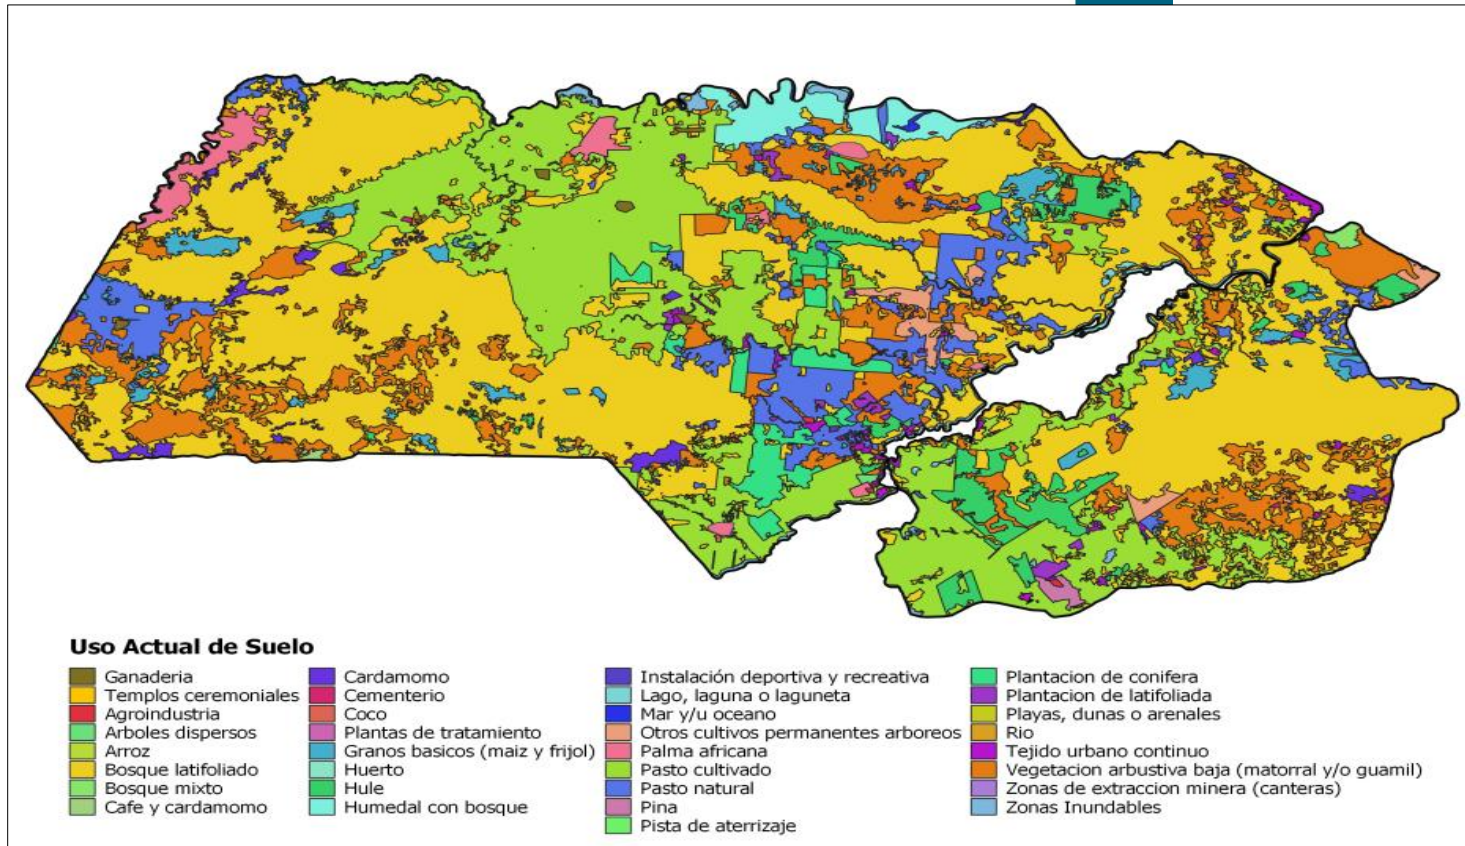 Uso Actual de Suelo
Ganaderia
Templos ceremoniales
Agroindustria
Arboles dispersos
Arroz
Bosque latifoliado
Bosque mixto
Cafe y cardamomo
Cardamomo
Cementerio
Coco
Plantas de tratamiento
Granos basicos (maiz y frijol)
Huerto
Hule
Humedal con bosque
Instalación deportiva y recreativa
Lago, laguna o laguneta
Mar y/u oceano
Otros cultivos permanentes arboreos
Palma africana
Pasto cultivado
Pasto natural
Pina
Pista de aterrizaje
Plantacion de conifera
Plantacion de latifoliada
Playas, dunas o arenales
Rio
Tejido urbano continuo
Vegetacion arbustiva baja (matorral y/o guamil)
Zonas de extraccion minera (canteras)
Zonas Inundables